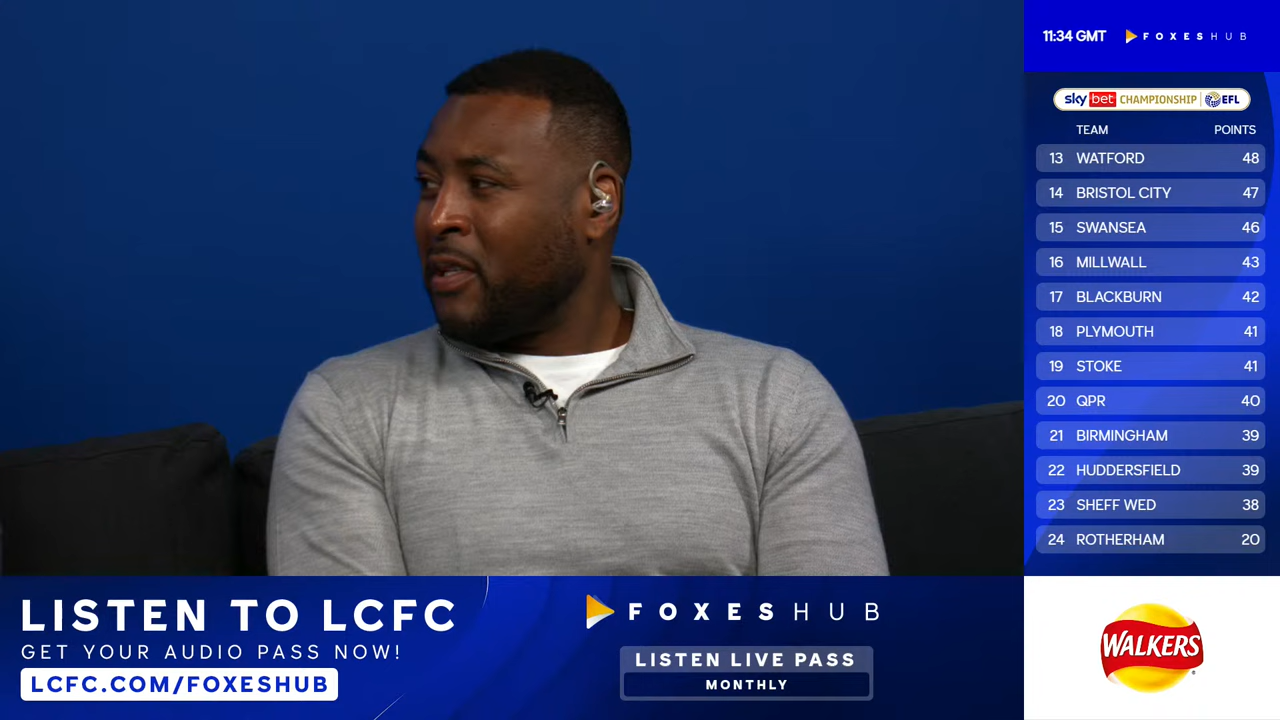 11:34 GMT
FOXESHUB
sky bet CHAMPIONSHIP EFL
TEAM POINTS
13 WATFORD 48
14 BRISTOL CITY 47
15 SWANSEA 46
16 MILLWALL 43
17 BLACKBURN 42
18 PLYMOUTH 41
19 STOKE 41
20 QPR 40
21 BIRMINGHAM 39
22 HUDDERSFIELD 39
23 SHEFF WED 38
24 ROTHERHAM 20
LISTEN TO LCFC
GET YOUR AUDIO PASS NOW!
LCFC.COM/FOXESHUB
FOXESHUB
LISTEN LIVE PASS
MONTHLY
WALKERS